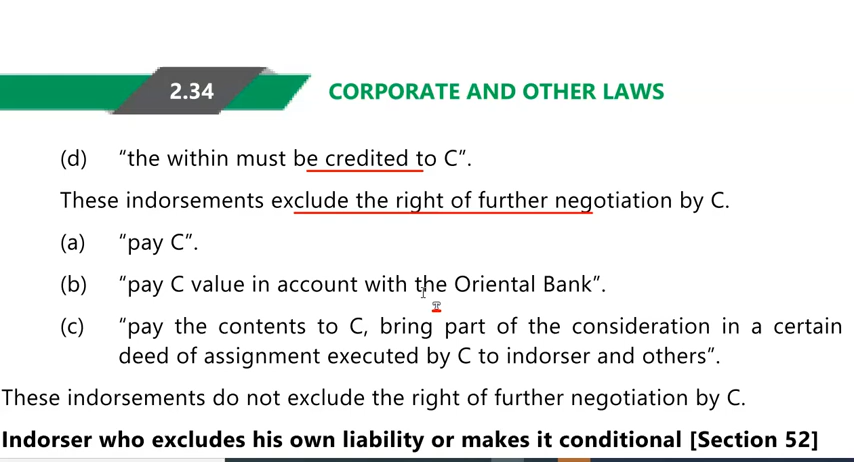 2.34 CORPORATE AND OTHER LAWS
(d) “the within must be credited to C”.
These indorsements exclude the right of further negotiation by C.
(a) “pay C”.
(b) “pay C value in account with the Oriental Bank”.
(c) “pay the contents to C, bring part of the consideration in a certain
deed of assignment executed by C to indorser and others”.
These indorsements do not exclude the right of further negotiation by C.
Indorser who excludes his own liability or makes it conditional [Section 52]